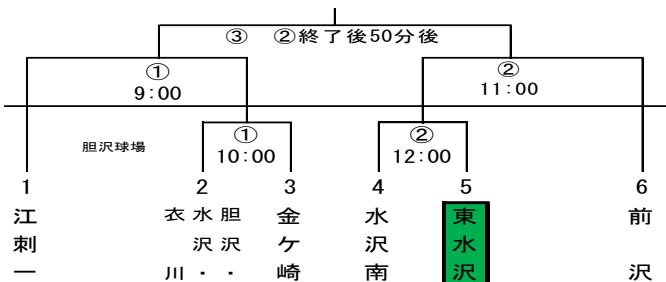 ③ ②終了後50分後
① ②
9:00 11:00
胆沢球場
① ②
10:00 12:00
1 2 3 4 5 6
江刺一
衣川
水沢・
胆沢・
金ケ崎
水沢南
東水沢
前沢